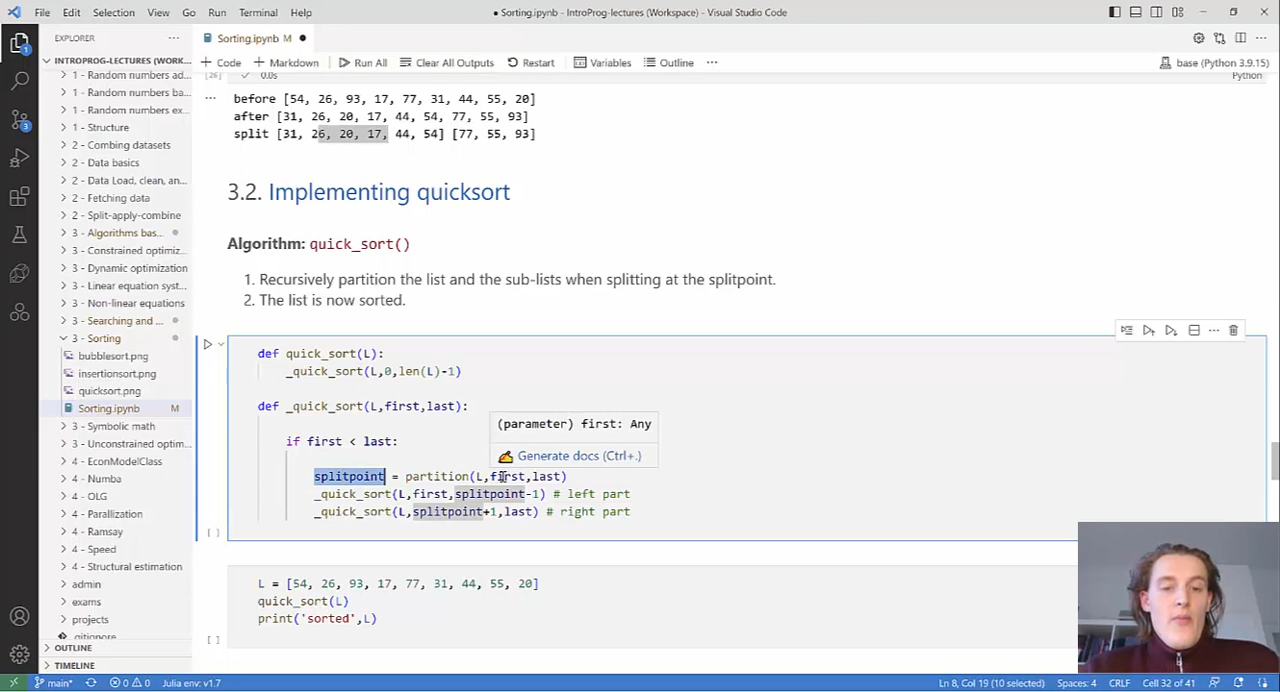 File Edit Selection View Go Run Terminal Help
● Sorting.ipynb - IntroProg-lectures (Workspace) - Visual Studio Code
EXPLORER ···
INTROPROG-LECTURES (WORK...
1 - Random numbers ad...
1 - Random numbers ba...
1 - Random numbers ex...
1 - Structure
2 - Combing datasets
2 - Data basics
2 - Data Load, clean, an...
2 - Fetching data
2 - Split-apply-combine
3 - Algorithms bas...
3 - Constrained optimiz...
3 - Dynamic optimization
3 - Linear equation syst...
3 - Non-linear equations
3 - Searching and ...
3 - Sorting
bubblesort.png
insertionsort.png
quicksort.png
Sorting.ipynb M
3 - Symbolic math
3 - Unconstrained optim...
4 - EconModelClass
4 - Numba
4 - OLG
4 - Parallization
4 - Ramsay
4 - Speed
4 - Structural estimation
admin
exams
projects
.gitignore
OUTLINE
TIMELINE
Sorting.ipynb M ●
+ Code + Markdown Run All Clear All Outputs Restart Variables Outline ···
base (Python 3.9.15)
[26] ✓ 0.0s
Python
before [54, 26, 93, 17, 77, 31, 44, 55, 20]
after [31, 26, 20, 17, 44, 54, 77, 55, 93]
split [31, 26, 20, 17, 44, 54] [77, 55, 93]
3.2. Implementing quicksort
Algorithm: quick_sort()
1. Recursively partition the list and the sub-lists when splitting at the splitpoint.
2. The list is now sorted.
def quick_sort(L):
_quick_sort(L,0,len(L)-1)
def _quick_sort(L,first,last):
(parameter) first: Any
Generate docs (Ctrl+.)
if first < last:
splitpoint = partition(L,first,last)
_quick_sort(L,first,splitpoint-1) # left part
_quick_sort(L,splitpoint+1,last) # right part
[ ]
L = [54, 26, 93, 17, 77, 31, 44, 55, 20]
quick_sort(L)
print('sorted',L)
[ ]
main* 0 0 Julia env: v1.7
Ln 8, Col 19 (10 selected) Spaces: 4 CRLF Cell 32 of 41